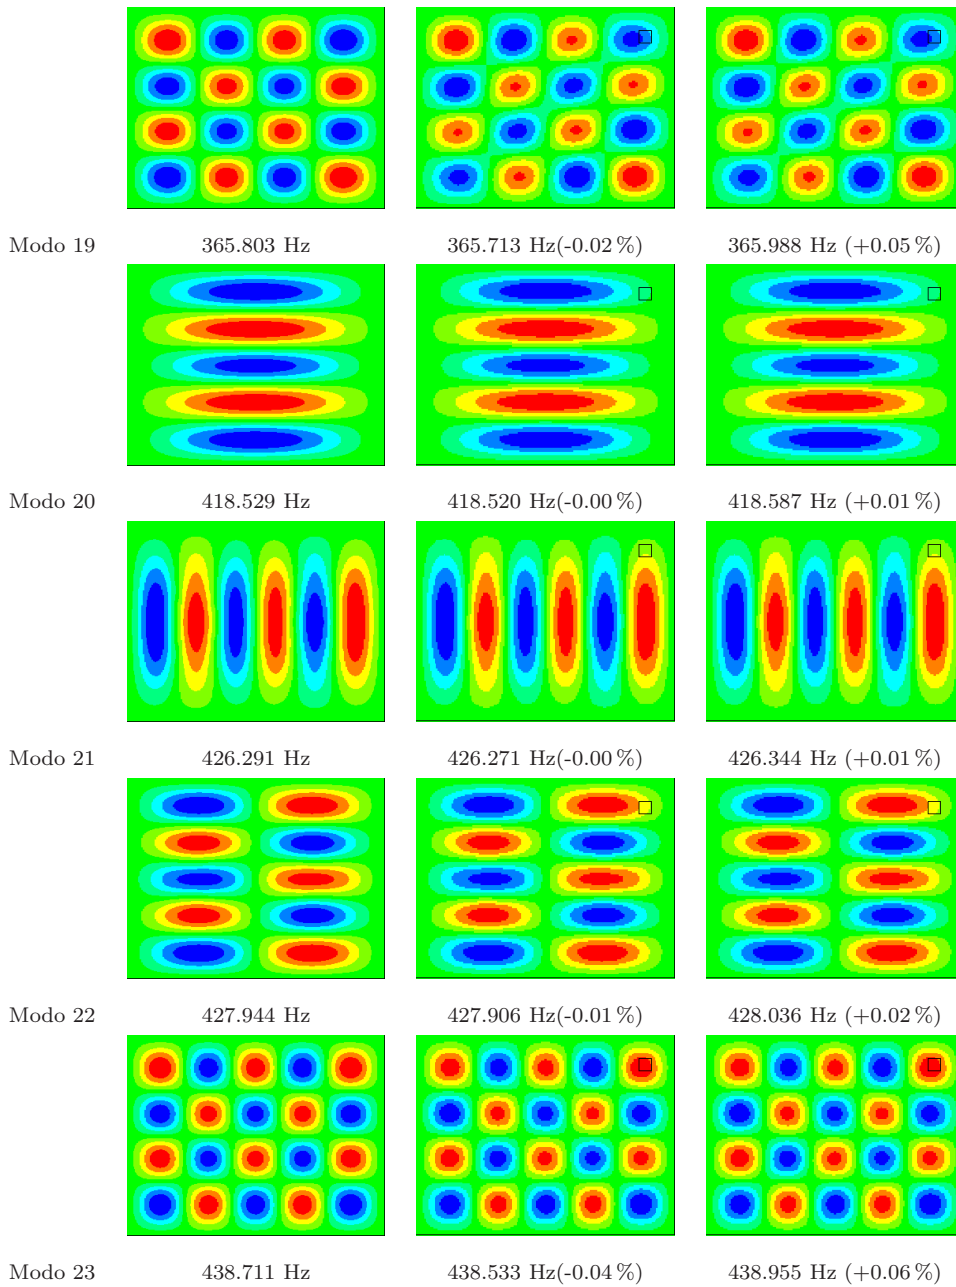 Modo 19 365.803 Hz 365.713 Hz(-0.02 %) 365.988 Hz (+0.05 %)
Modo 20 418.529 Hz 418.520 Hz(-0.00 %) 418.587 Hz (+0.01 %)
Modo 21 426.291 Hz 426.271 Hz(-0.00 %) 426.344 Hz (+0.01 %)
Modo 22 427.944 Hz 427.906 Hz(-0.01 %) 428.036 Hz (+0.02 %)
Modo 23 438.711 Hz 438.533 Hz(-0.04 %) 438.955 Hz (+0.06 %)